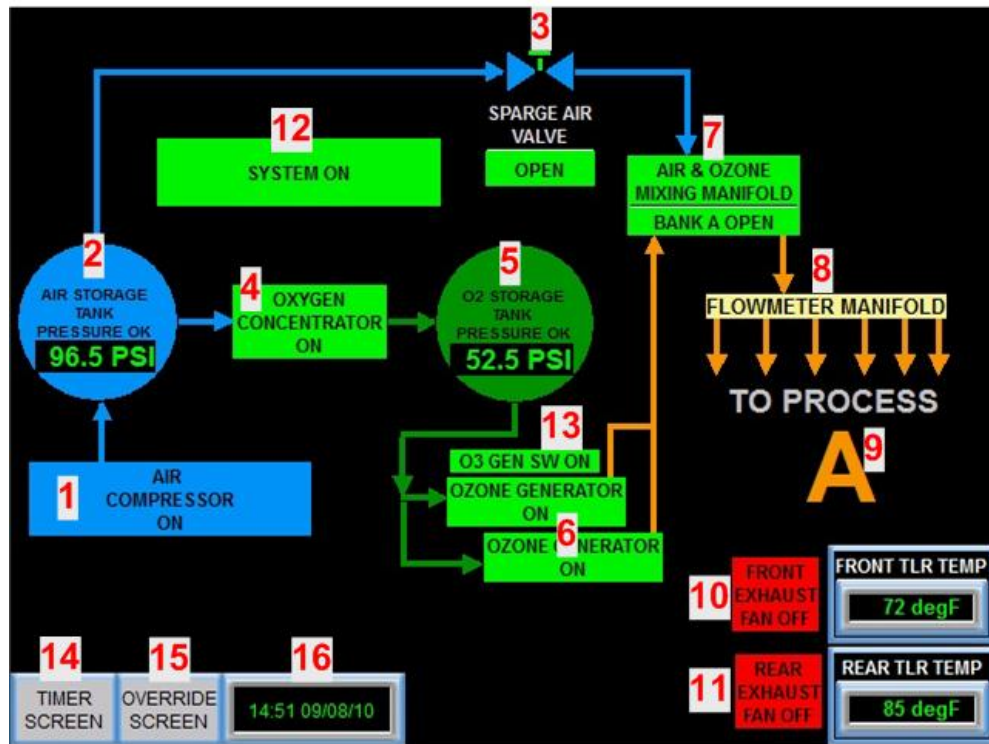 3
12
SPARGE AIR
VALVE
OPEN
SYSTEM ON
7
AIR & OZONE
MIXING MANIFOLD
BANK A OPEN
2
AIR STORAGE
TANK
PRESSURE OK
96.5 PSI
4
OXYGEN
CONCENTRATOR
ON
5
O2 STORAGE
TANK
PRESSURE OK
52.5 PSI
8
FLOWMETER MANIFOLD
TO PROCESS
A
9
1
AIR
COMPRESSOR
ON
13
O3 GEN SW ON
OZONE GENERATOR
ON
6
OZONE GENERATOR
ON
10
FRONT
EXHAUST
FAN OFF
FRONT TLR TEMP
72 degF
11
REAR
EXHAUST
FAN OFF
REAR TLR TEMP
85 degF
14
TIMER
SCREEN
15
OVERRIDE
SCREEN
16
14:51 09/08/10